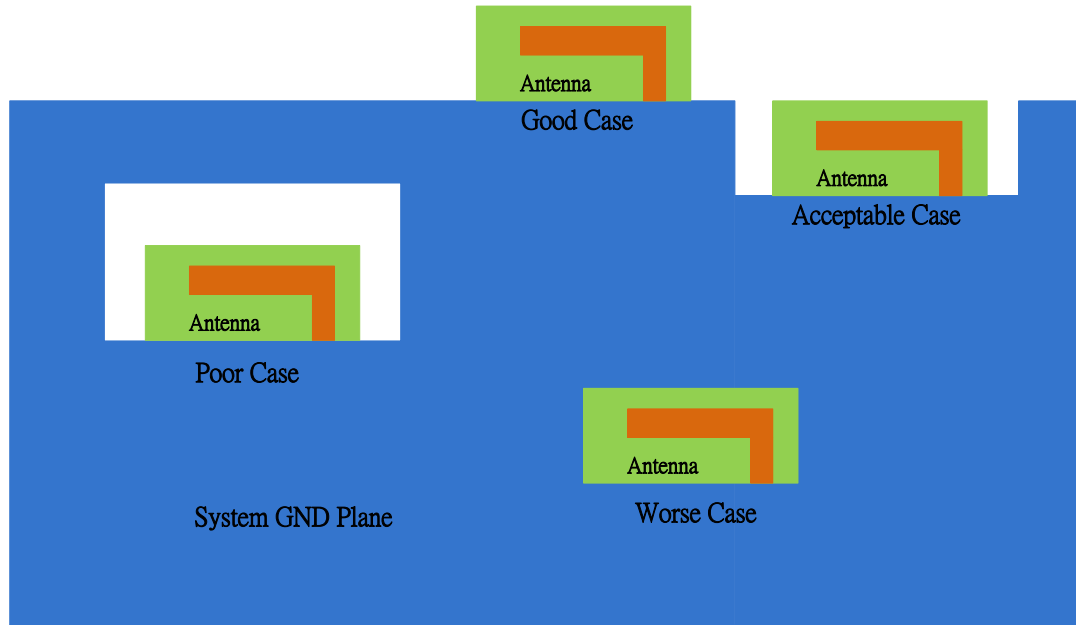 Antenna
Good Case
Antenna
Acceptable Case
Antenna
Poor Case
Antenna
Worse Case
System GND Plane